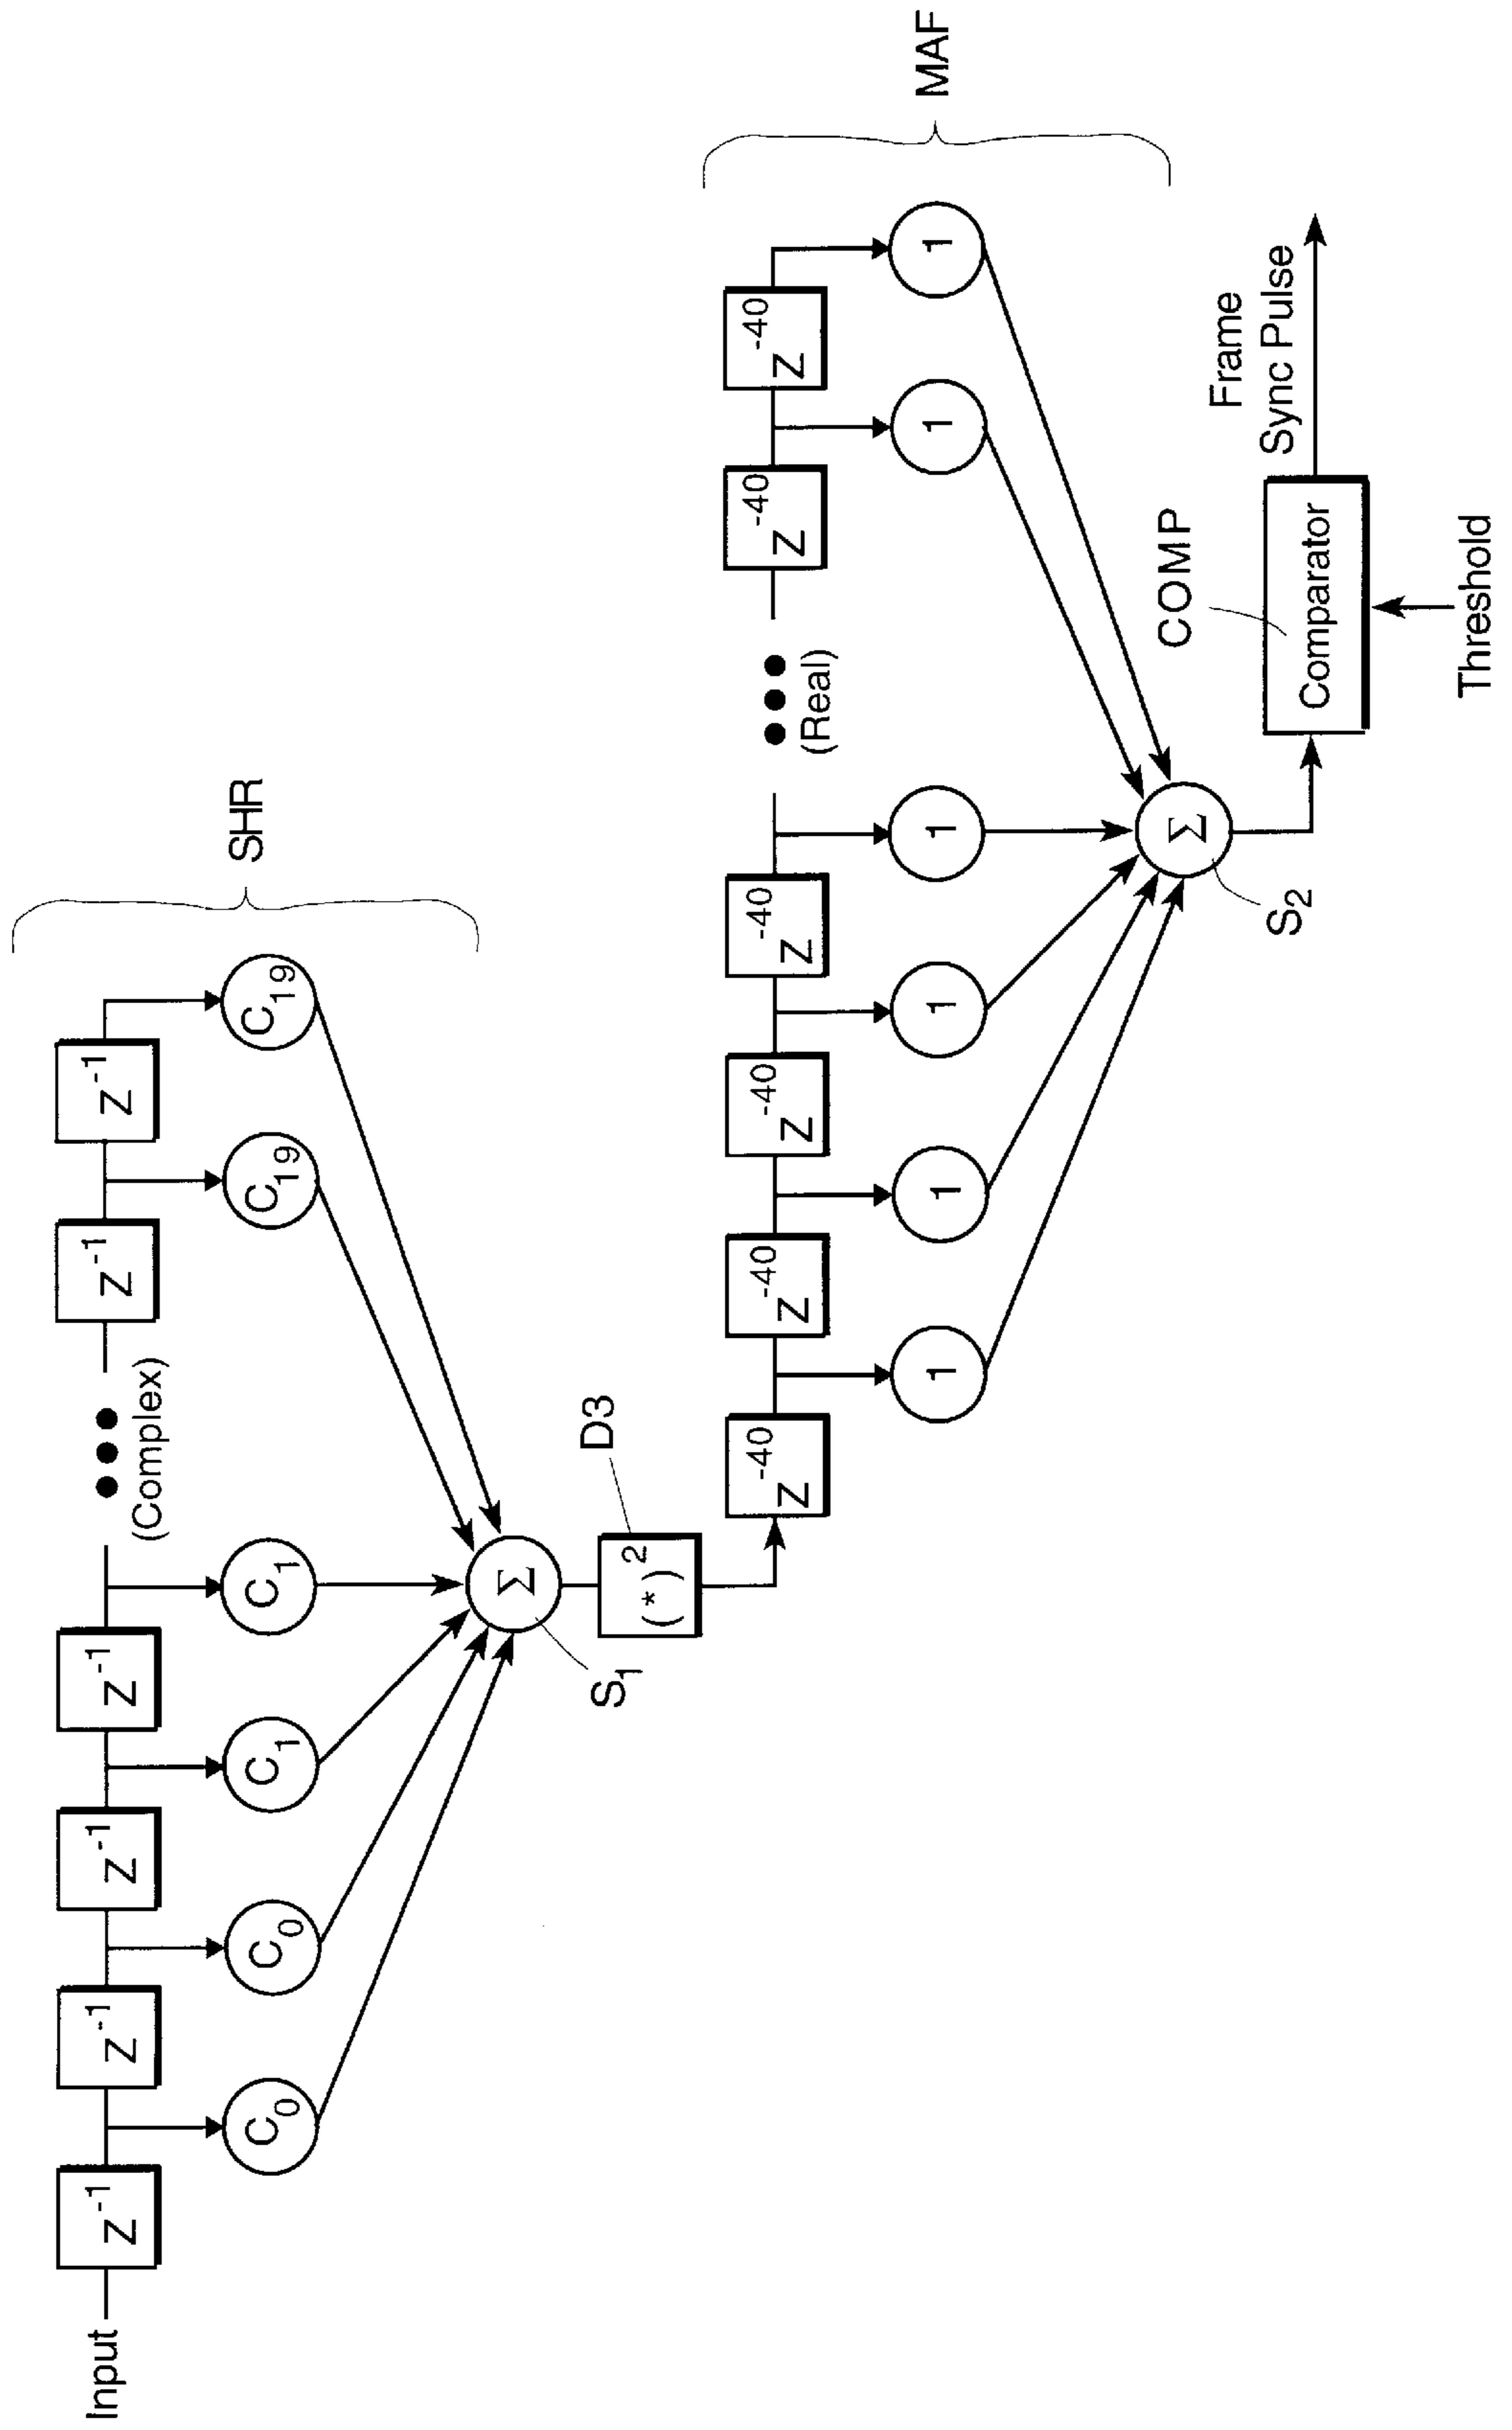 SHR
Input
Z-1
Z-1
Z-1
Z-1
(Complex)
Z-1
Z-1
C0
C0
C1
C1
C19
C19
Σ
S1
(*)2
D3
MAF
Z-40
Z-40
Z-40
Z-40
(Real)
Z-40
Z-40
1
1
1
1
1
1
Σ
S2
COMP
Comparator
Threshold
Frame
Sync Pulse